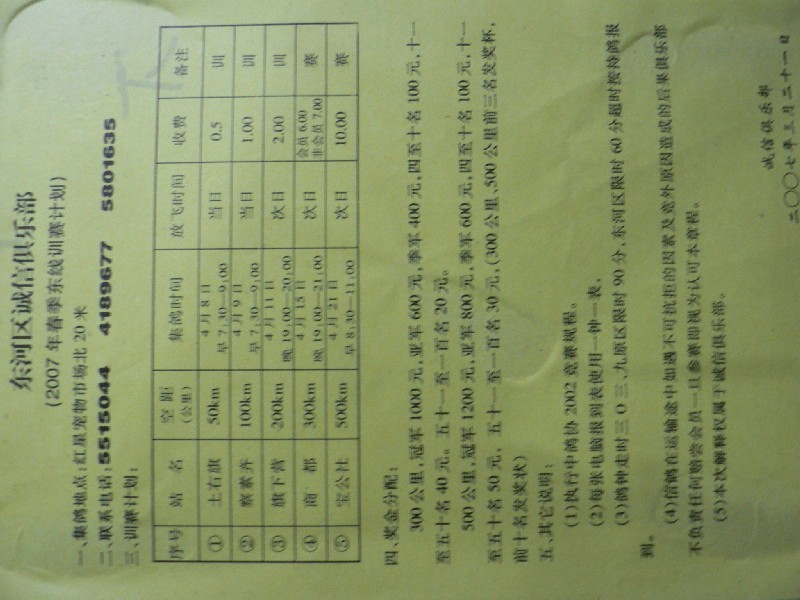 东河区诚信俱乐部
(2007年春季东线训赛计划)
一、集鸽地点：红星宠物市场北20米
二、联系电话：5515044 4189677 5801635
三、训赛计划：
序号 站名 空距(公里) 集鸽时间 放飞时间 收费 备注
① 土右旗 50km 4月8日 早7:30—9:00 当日 0.5 训
② 察素齐 100km 4月9日 早7:30—9:00 当日 1.00 训
③ 旗下营 200km 4月11日 晚19:00—20:00 次日 2.00 训
④ 商都 300km 4月15日 晚19:00—21:00 次日 会员6.00 非会员7.00 赛
⑤ 宝公社 500km 4月21日 早8:30—11:00 次日 10.00 赛
四、奖金分配：
300公里,冠军1000元,亚军600元,季军400元,四至十名100元,十一
至五十名40元。五十一至一百名20元。
500公里,冠军1200元,亚军800元,季军600元,四至十名100元,十一
至五十名50元，五十一至一百名30元,(300公里、500公里前三名发奖杯,
前十名发奖状)
五、其它说明：
(1)执行中鸽协2002竞赛规程。
(2)每张电脑报到表使用一钟一表,
(3)鸽钟走时三〇三、九原区限时90分,东河区限时60分超时按持鸽报
到。
(4)信鸽在运输途中如遇不可抗拒的因素及意外原因造成的后果俱乐部
不负责任何赔尝会员一旦参赛即视为认可本章程。
(5)本次解释权属于诚信俱乐部。
诚信俱乐部
二〇〇七年三月二十一日